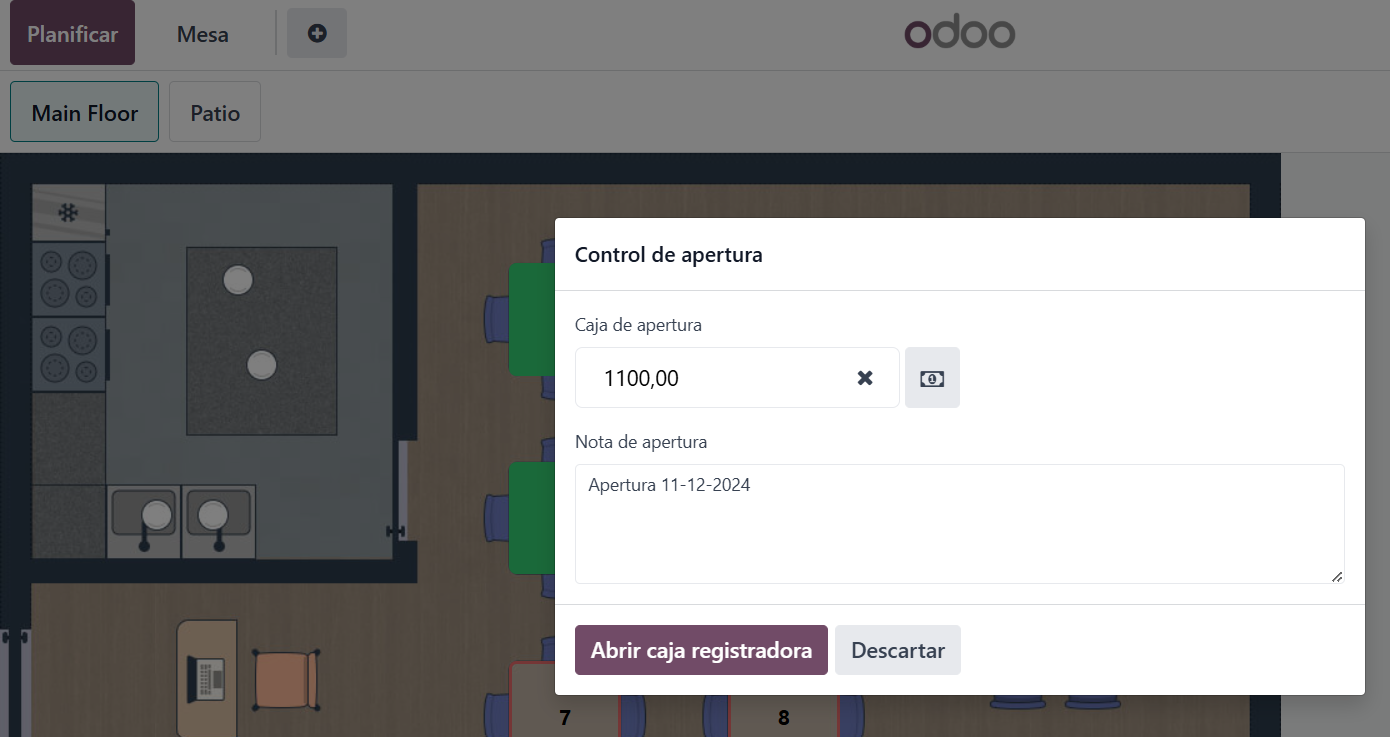 Planificar
Mesa
odoo
Main Floor
Patio
Control de apertura
Caja de apertura
1100,00
Nota de apertura
Apertura 11-12-2024
Abrir caja registradora
Descartar
7
8